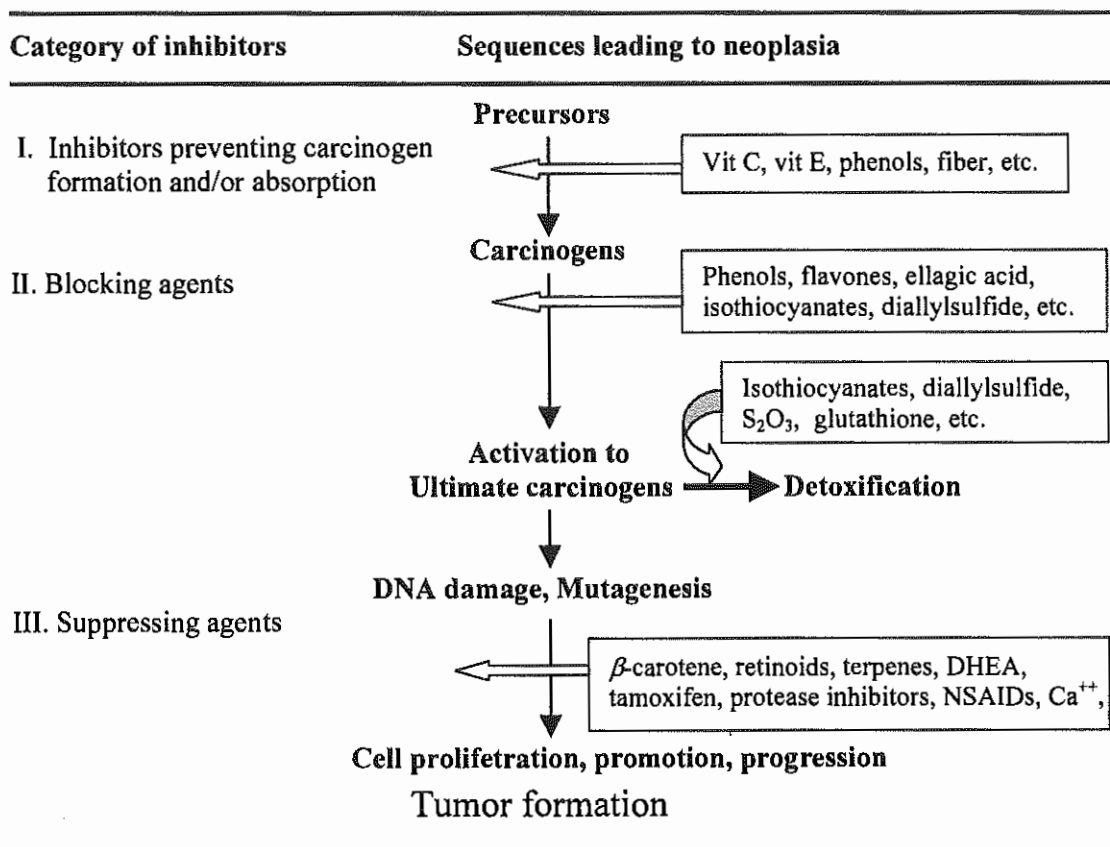 Category of inhibitors
Sequences leading to neoplasia
Precursors
I. Inhibitors preventing carcinogen
formation and/or absorption
Vit C, vit E, phenols, fiber, etc.
Carcinogens
II. Blocking agents
Phenols, flavones, ellagic acid,
isothiocyanates, diallylsulfide, etc.
Isothiocyanates, diallylsulfide,
S₂O₃, glutathione, etc.
Activation to
Ultimate carcinogens
Detoxification
DNA damage, Mutagenesis
III. Suppressing agents
β-carotene, retinoids, terpenes, DHEA,
tamoxifen, protease inhibitors, NSAIDs, Ca⁺⁺,
Cell prolifetration, promotion, progression
Tumor formation